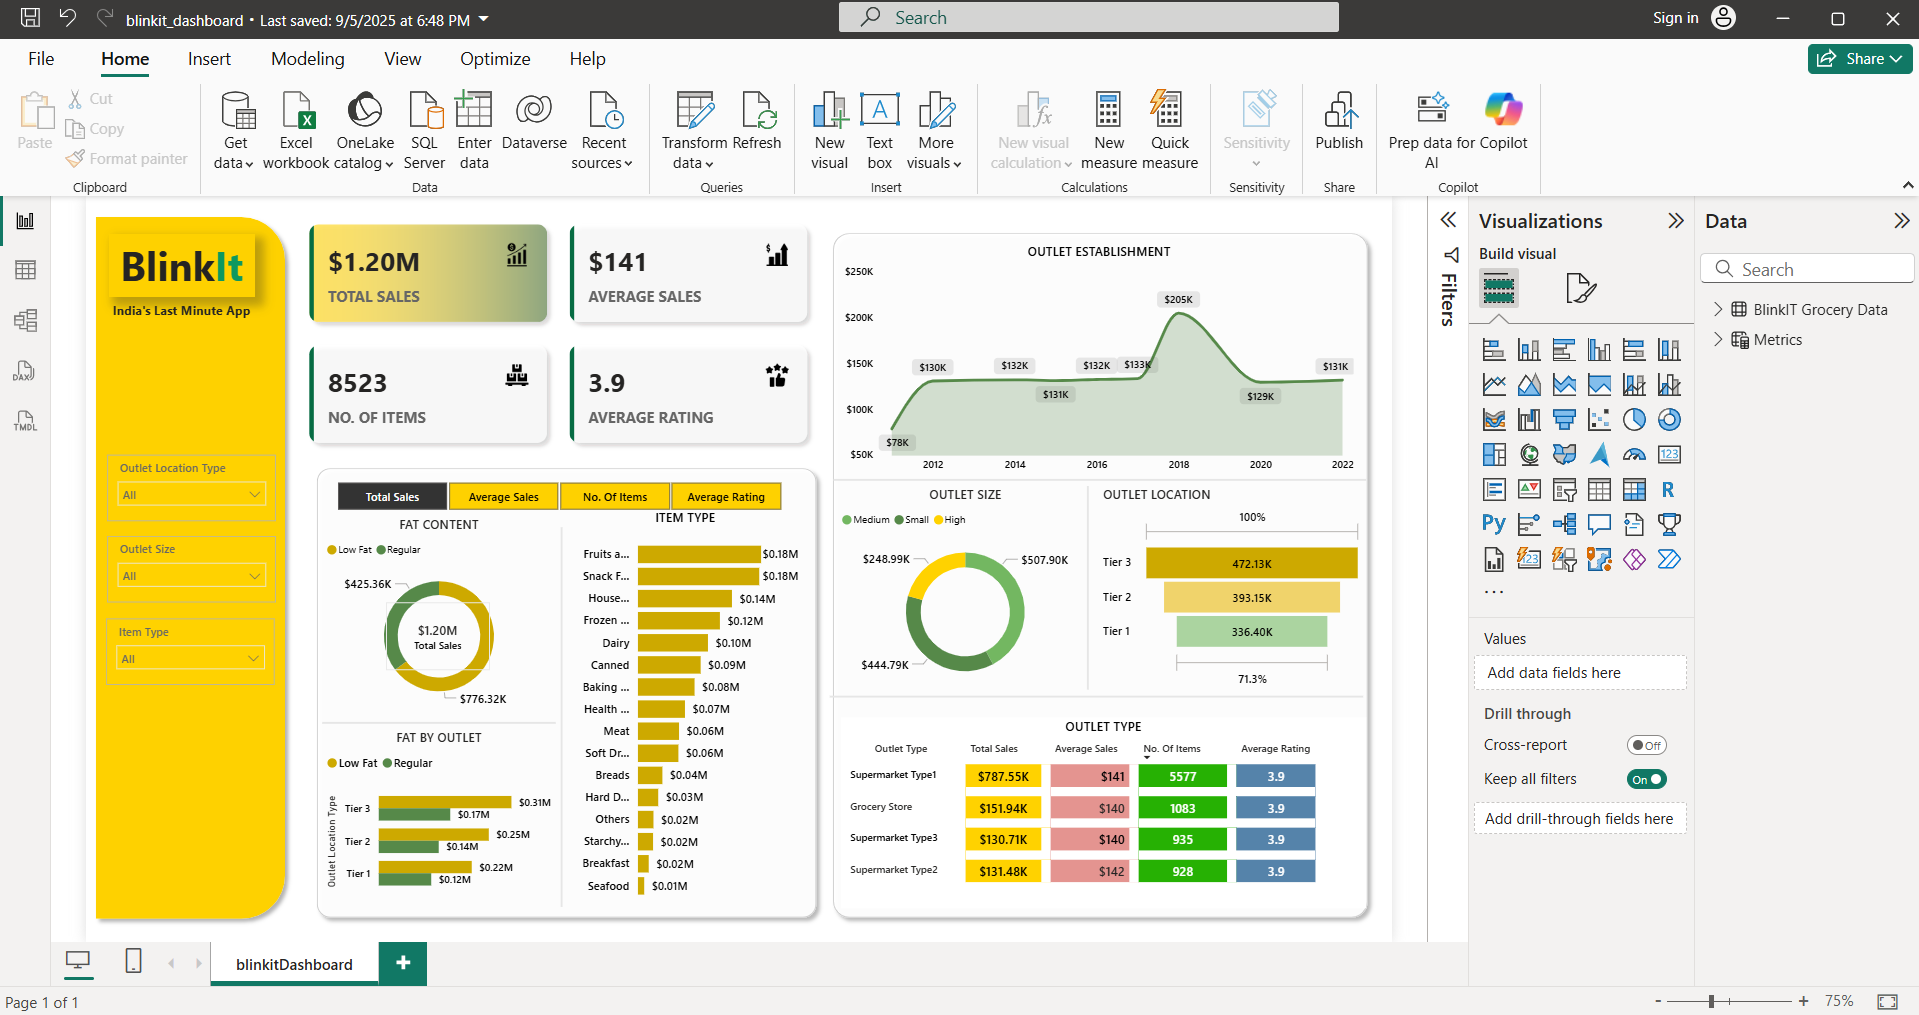 blinkit_dashboard • Last saved: 9/5/2025 at 6:48 PM
Search
Sign in
File
Home
Insert
Modeling
View
Optimize
Help
Share
Paste
Cut
Copy
Format painter
Clipboard
Get data
Excel workbook
OneLake catalog
SQL Server
Enter data
Dataverse
Recent sources
Data
Transform data
Refresh
Queries
New visual
Text box
More visuals
Insert
New visual calculation
New measure
Quick measure
Calculations
Sensitivity
Sensitivity
Publish
Share
Prep data for AI
Copilot
Copilot
DAX
TMDL
BlinkIt
India's Last Minute App
Outlet Location Type
All
Outlet Size
All
Item Type
All
$1.20M
TOTAL SALES
$141
AVERAGE SALES
8523
NO. OF ITEMS
3.9
AVERAGE RATING
Total Sales
Average Sales
No. Of Items
Average Rating
FAT CONTENT
Low Fat
Regular
$425.36K
$1.20M
Total Sales
$776.32K
FAT BY OUTLET
Low Fat
Regular
Outlet Location Type
Tier 3
$0.31M
$0.17M
Tier 2
$0.25M
$0.14M
Tier 1
$0.22M
$0.12M
ITEM TYPE
Fruits a... $0.18M
Snack F... $0.18M
House... $0.14M
Frozen ... $0.12M
Dairy $0.10M
Canned $0.09M
Baking ... $0.08M
Health ... $0.07M
Meat $0.06M
Soft Dr... $0.06M
Breads $0.04M
Hard D... $0.03M
Others $0.02M
Starchy... $0.02M
Breakfast $0.02M
Seafood $0.01M
OUTLET ESTABLISHMENT
$250K
$200K
$150K
$100K
$50K
$78K
$130K
$132K
$131K
$132K
$133K
$205K
$129K
$131K
2012 2014 2016 2018 2020 2022
OUTLET SIZE
Medium
Small
High
$248.99K
$507.90K
$444.79K
OUTLET LOCATION
100%
Tier 3 472.13K
Tier 2 393.15K
Tier 1 336.40K
71.3%
OUTLET TYPE
Outlet Type Total Sales Average Sales No. Of Items Average Rating
Supermarket Type1 $787.55K $141 5577 3.9
Grocery Store $151.94K $140 1083 3.9
Supermarket Type3 $130.71K $140 935 3.9
Supermarket Type2 $131.48K $142 928 3.9
Filters
Visualizations
Build visual
123
R
Py
123
...
Values
Add data fields here
Drill through
Cross-report
Off
Keep all filters
On
Add drill-through fields here
Data
Search
BlinkIT Grocery Data
Metrics
blinkitDashboard
+
Page 1 of 1
- + 75%